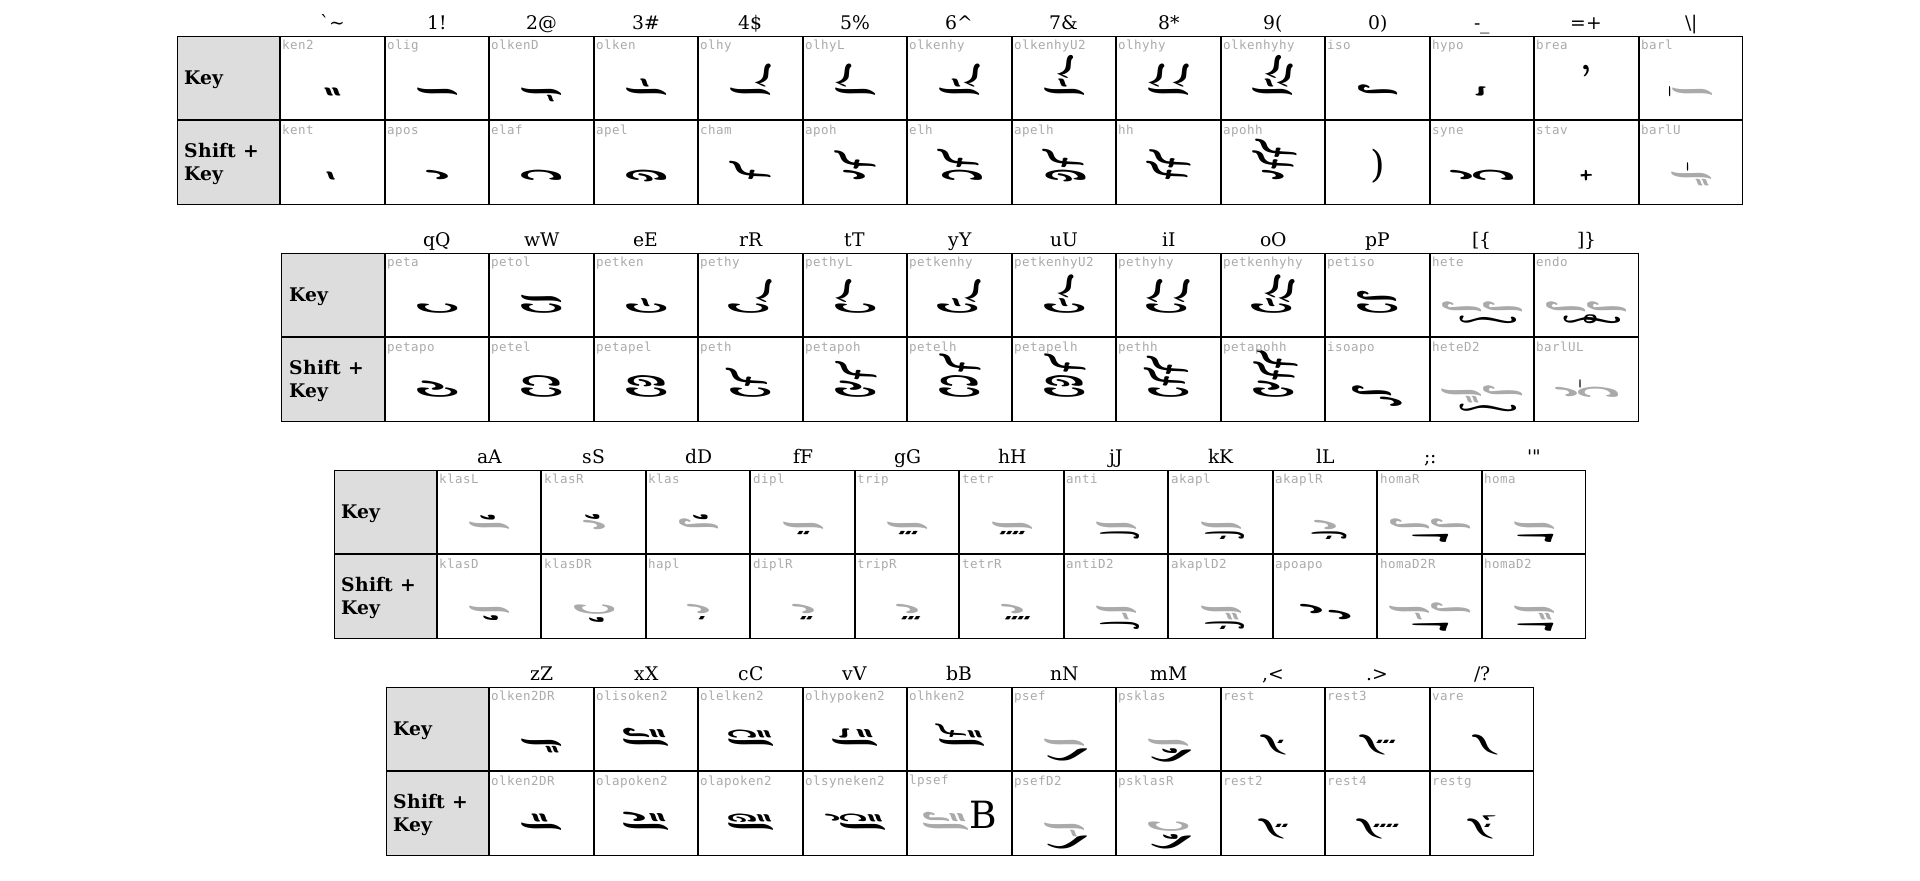 `~ 1! 2@ 3# 4$ 5% 6^ 7& 8* 9( 0) -_ =+ \|
Key ken2 olig olkenD olken olhy olhyL olkenhy olkenhyU2 olhyhy olkenhyhy iso hypo brea barl
Shift + Key kent apos elaf apel cham apoh elh apelh hh apohh ) syne stav barlU
qQ wW eE rR tT yY uU iI oO pP [{ ]}
Key peta petol petken pethy pethyL petkenhy petkenhyU2 pethyhy petkenhyhy petiso hete endo
Shift + Key petapo petel petapel peth petapoh petelh petapelh pethh petapohh isoapo heteD2 barlUL
aA sS dD fF gG hH jJ kK lL ;: '"
Key klasL klasR klas dipl trip tetr anti akapl akaplR homaR homa
Shift + Key klasD klasDR hapl diplR tripR tetrR antiD2 akaplD2 apoapo homaD2R homaD2
zZ xX cC vV bB nN mM ,< .> /?
Key olken2DR olisoken2 olelken2 olhypoken2 olhken2 psef psklas rest rest3 vare
Shift + Key olken2DR olapoken2 olapoken2 olsyneken2 lpsef B psefD2 psklasR rest2 rest4 restg